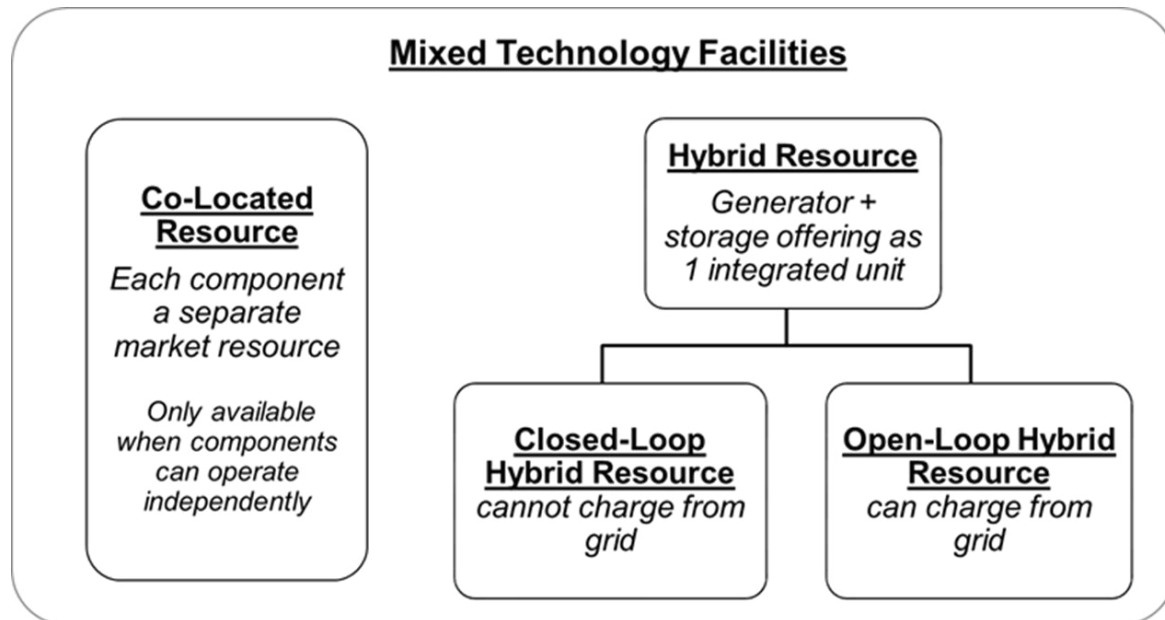 Mixed Technology Facilities
Co-Located
Resource
Each component
a separate
market resource
Only available
when components
can operate
independently
Hybrid Resource
Generator +
storage offering as
1 integrated unit
Closed-Loop
Hybrid Resource
cannot charge from
grid
Open-Loop Hybrid
Resource
can charge from
grid